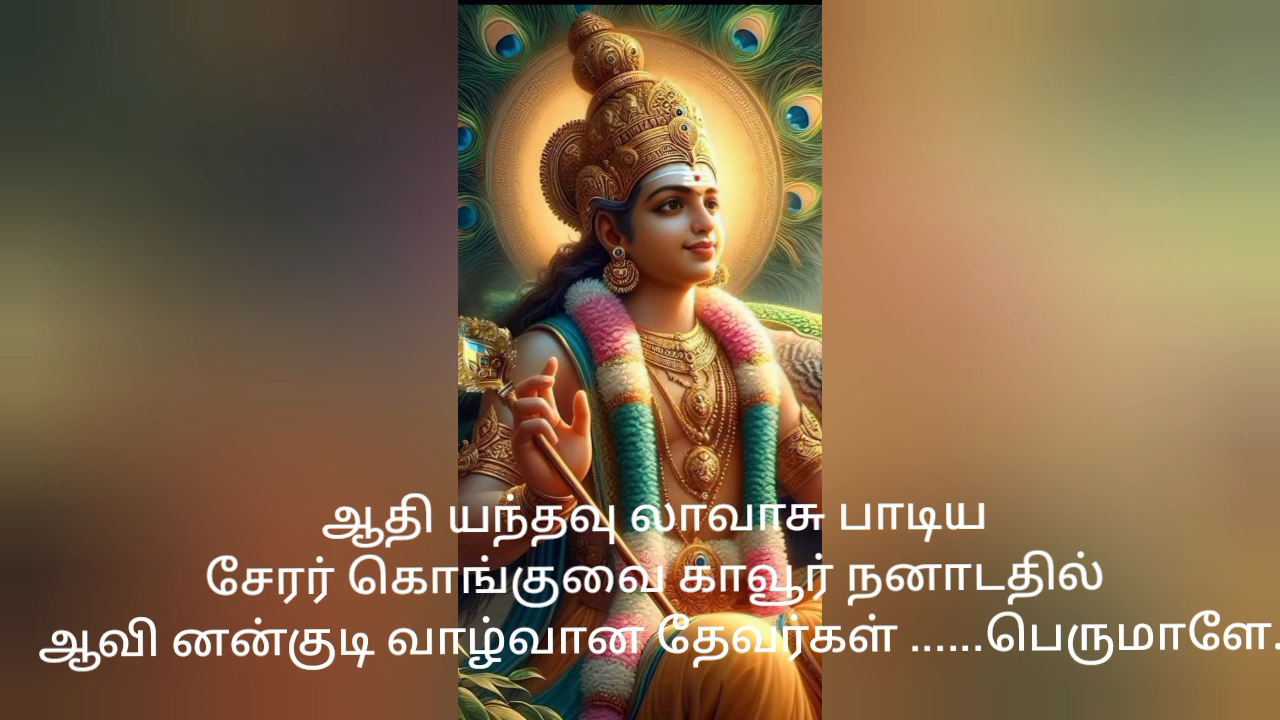 ஆதி யந்தவு லாவாசு பாடிய
சேரர் கொங்குவை காவூர் நனாடதில்
ஆவி னன்குடி வாழ்வான தேவர்கள் ......பெருமாளே.